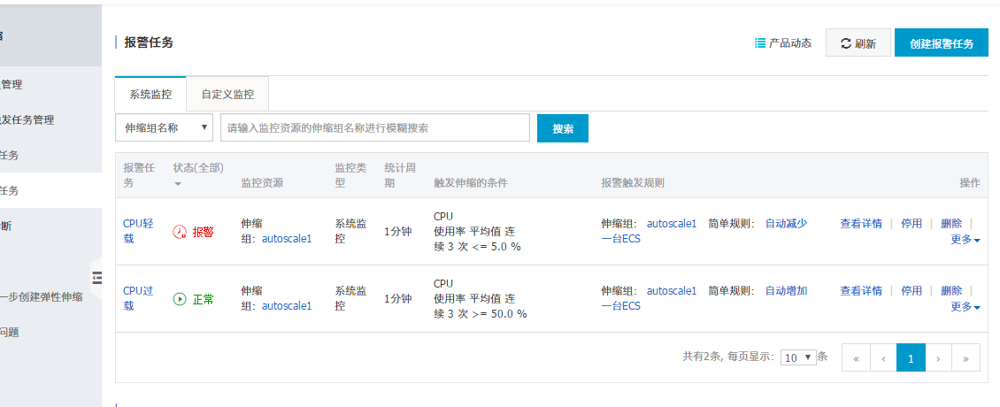 报警任务
产品动态
刷新
创建报警任务
系统监控
自定义监控
伸缩组名称
请输入监控资源的伸缩组名称进行模糊搜索
搜索
管理
发任务管理
任务
任务
断
一步创建弹性伸缩
问题
报警任
务
状态(全部)
监控资源
监控类
型
统计周
期
触发伸缩的条件
报警触发规则
操作
CPU轻
载
报警
伸缩
组：autoscale1
系统监
控
1分钟
CPU
使用率 平均值 连
续 3 次 <= 5.0 %
伸缩组： autoscale1 简单规则： 自动减少
一台ECS
查看详情 | 停用 | 删除 |
更多
CPU过
载
正常
伸缩
组：autoscale1
系统监
控
1分钟
CPU
使用率 平均值 连
续 3 次 >= 50.0 %
伸缩组： autoscale1 简单规则： 自动增加
一台ECS
查看详情 | 停用 | 删除 |
更多
共有2条, 每页显示： 10 条
« ‹ 1 › »